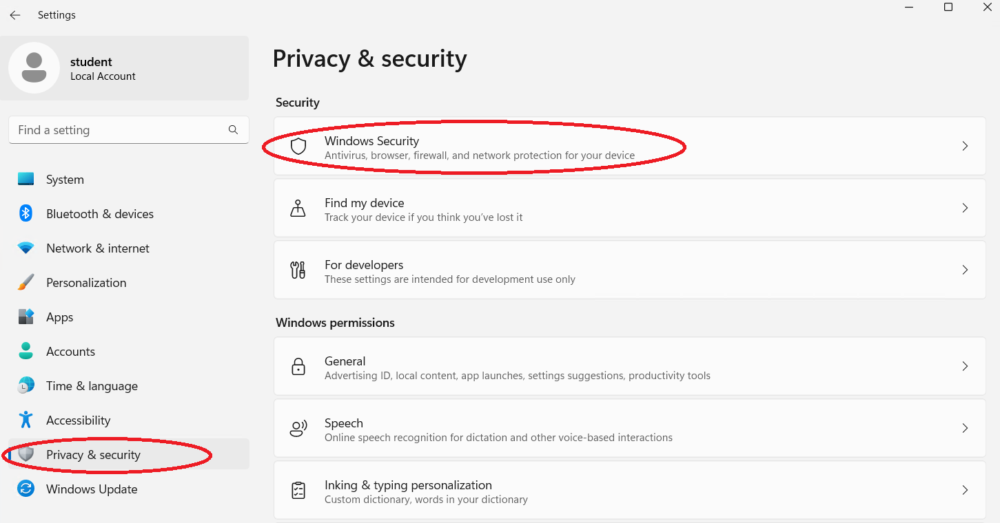 Settings
student
Local Account
Find a setting
System
Bluetooth & devices
Network & internet
Personalization
Apps
Accounts
Time & language
Accessibility
Privacy & security
Windows Update
Privacy & security
Security
Windows Security
Antivirus, browser, firewall, and network protection for your device
Find my device
Track your device if you think you’ve lost it
For developers
These settings are intended for development use only
Windows permissions
General
Advertising ID, local content, app launches, settings suggestions, productivity tools
Speech
Online speech recognition for dictation and other voice-based interactions
Inking & typing personalization
Custom dictionary, words in your dictionary